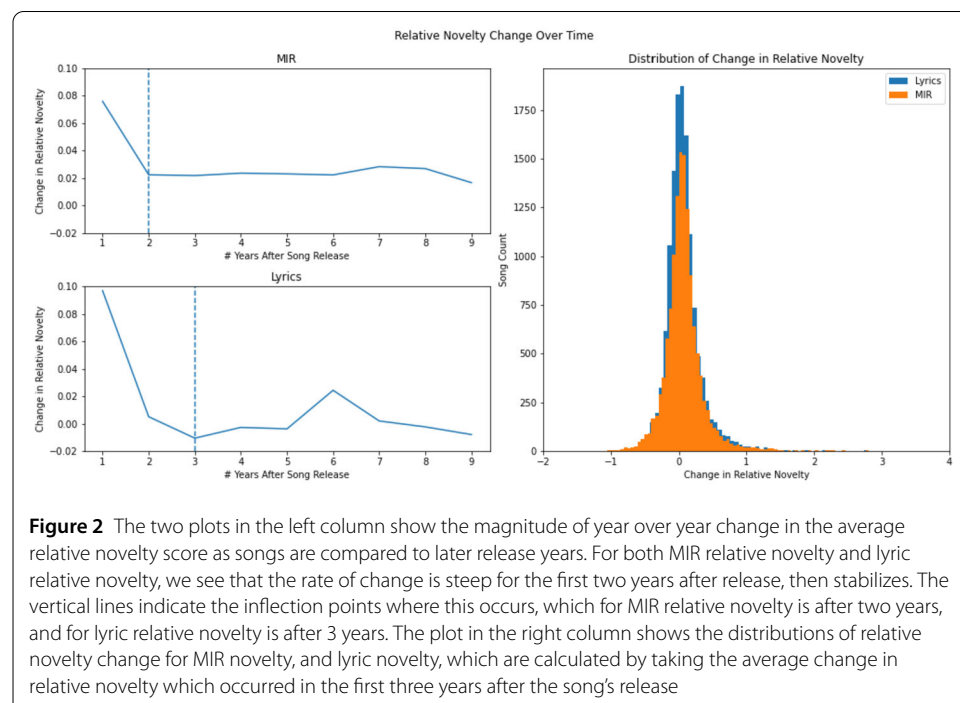 Relative Novelty Change Over Time
MIR
0.10
0.08
0.06
0.04
0.02
0.00
−0.02
Change in Relative Novelty
1 2 3 4 5 6 7 8 9
# Years After Song Release
Lyrics
0.10
0.08
0.06
0.04
0.02
0.00
−0.02
Change in Relative Novelty
1 2 3 4 5 6 7 8 9
# Years After Song Release
Distribution of Change in Relative Novelty
Lyrics
MIR
1750
1500
1250
1000
750
500
250
0
Song Count
−2 −1 0 1 2 3 4
Change in Relative Novelty
Figure 2 The two plots in the left column show the magnitude of year over year change in the average
relative novelty score as songs are compared to later release years. For both MIR relative novelty and lyric
relative novelty, we see that the rate of change is steep for the first two years after release, then stabilizes. The
vertical lines indicate the inflection points where this occurs, which for MIR relative novelty is after two years,
and for lyric relative novelty is after 3 years. The plot in the right column shows the distributions of relative
novelty change for MIR novelty, and lyric novelty, which are calculated by taking the average change in
relative novelty which occurred in the first three years after the song's release